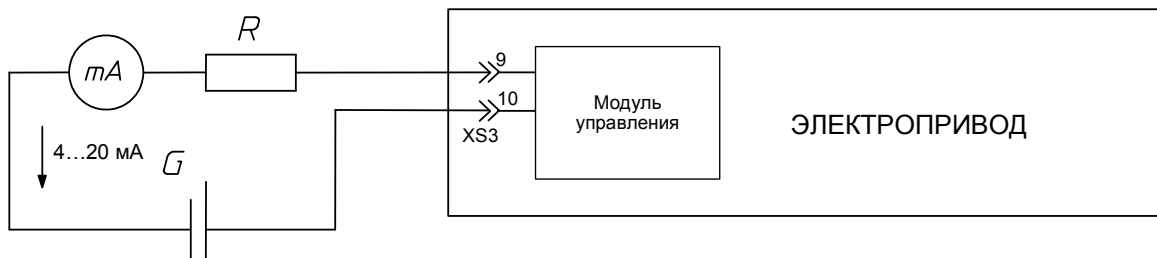 R
mA
9
10
XS3
Модуль
управления
ЭЛЕКТРОПРИВОД
4...20 мА
G